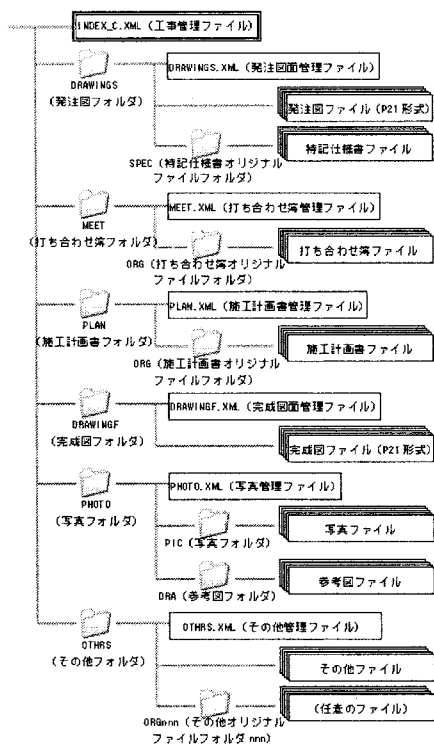 INDEX_C.XML (工事管理ファイル)
DRAWINGS
(発注図フォルダ)
DRAWINGS.XML (発注図面管理ファイル)
発注図ファイル (P21 形式)
SPEC (特記仕様書オリジナル
ファイルフォルダ)
特記仕様書ファイル
MEET
(打ち合わせ簿フォルダ)
MEET.XML (打ち合わせ簿管理ファイル)
ORG (打ち合わせ簿オリジナル
ファイルフォルダ)
打ち合わせ簿ファイル
PLAN
(施工計画書フォルダ)
PLAN.XML (施工計画書管理ファイル)
ORG (施工計画書オリジナル
ファイルフォルダ)
施工計画書ファイル
DRAWINGF
(完成図フォルダ)
DRAWINGF.XML (完成図面管理ファイル)
完成図ファイル (P21 形式)
PHOTO
(写真フォルダ)
PHOTO.XML (写真管理ファイル)
PIC (写真フォルダ)
写真ファイル
DRA (参考図フォルダ)
参考図ファイル
OTHRS
(その他フォルダ)
OTHRS.XML (その他管理ファイル)
その他ファイル
ORGnnn (その他オリジナル
ファイルフォルダ nnn)
(任意のファイル)